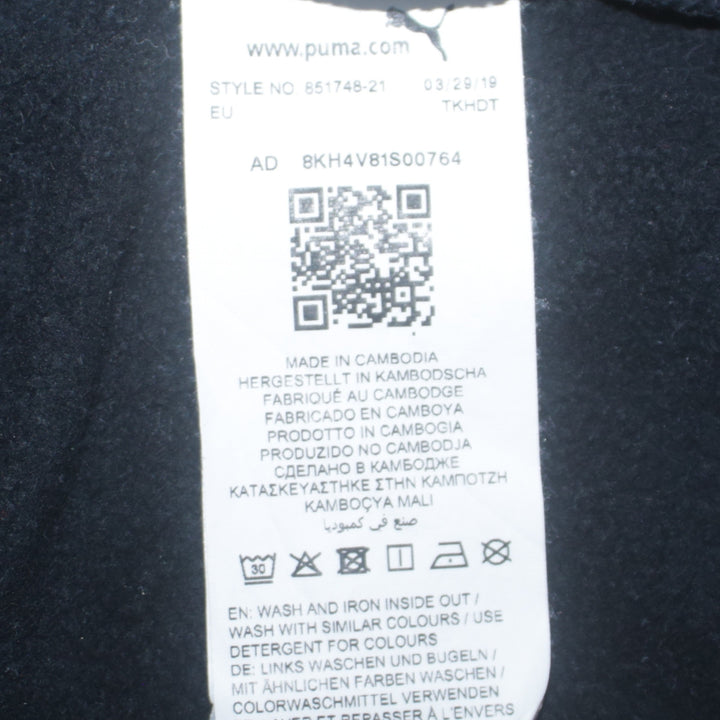 www.puma.com
STYLE NO. 851748-21 03/29/19
EU TKHDT
AD 8KH4V81S00764
MADE IN CAMBODIA
HERGESTELLT IN KAMBODSCHA
FABRIQUÉ AU CAMBODGE
FABRICADO EN CAMBOYA
PRODOTTO IN CAMBOGIA
PRODUZIDO NO CAMBODJA
СДЕЛАНО В КАМБОДЖЕ
ΚΑΤΑΣΚΕΥΑΣΤΗΚΕ ΣΤΗΝ ΚΑΜΠΟΤΖΗ
KAMBOÇYA MALI
صنع في كمبوديا
30
EN: WASH AND IRON INSIDE OUT /
WASH WITH SIMILAR COLOURS / USE
DETERGENT FOR COLOURS
DE: LINKS WASCHEN UND BUGELN /
MIT ÄHNLICHEN FARBEN WASCHEN /
COLORWASCHMITTEL VERWENDEN
ET REPASSER À L'ENVERS